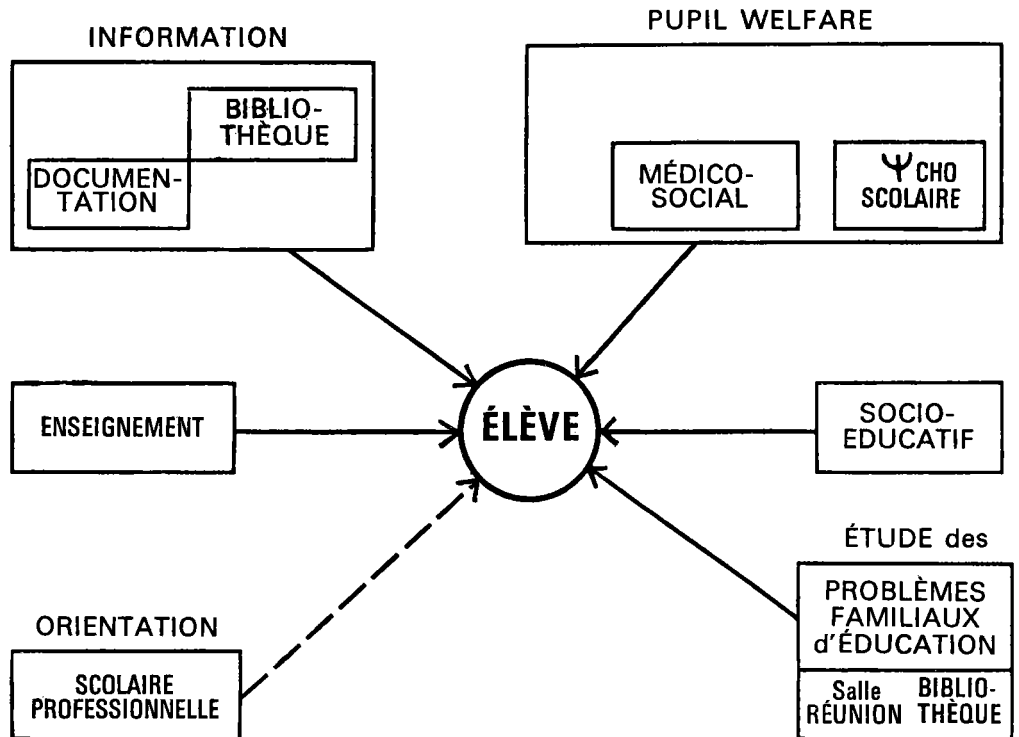 INFORMATION
BIBLIO-
THÈQUE
DOCUMEN-
TATION
PUPIL WELFARE
MÉDICO-
SOCIAL
ΨCHO
SCOLAIRE
ENSEIGNEMENT
ÉLÈVE
SOCIO-
EDUCATIF
ORIENTATION
SCOLAIRE
PROFESSIONNELLE
ÉTUDE des
PROBLÈMES
FAMILIAUX
d'ÉDUCATION
Salle
RÉUNION
BIBLIO-
THÈQUE